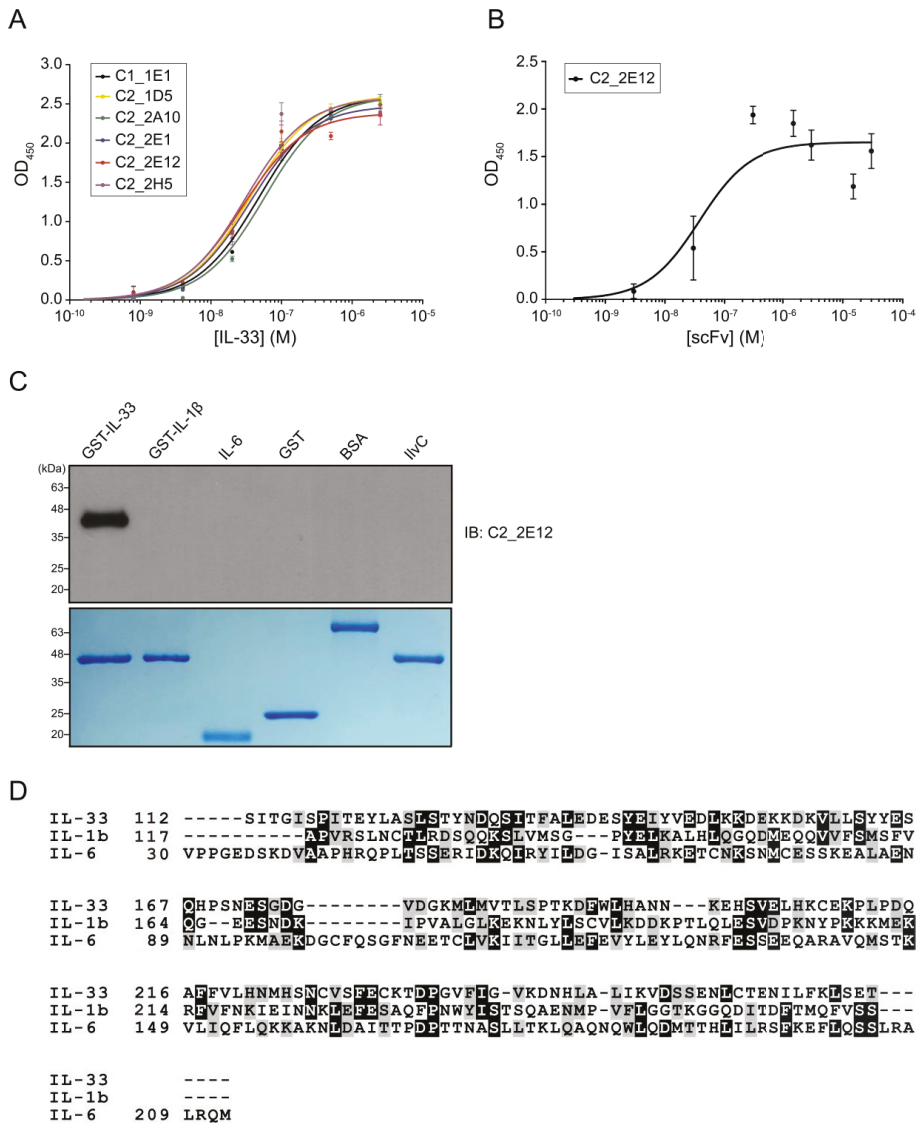 A
3.0
2.5
2.0
1.5
1.0
0.5
0.0
OD450
C1_1E1
C2_1D5
C2_2A10
C2_2E1
C2_2E12
C2_2H5
10-10 10-9 10-8 10-7 10-6 10-5
[IL-33] (M)
B
2.5
2.0
1.5
1.0
0.5
0.0
OD450
C2_2E12
10-10 10-9 10-8 10-7 10-6 10-5 10-4
[scFv] (M)
C
GST-IL-33 GST-IL-1β IL-6 GST BSA IlvC
(kDa)
63
48
35
25
20
IB: C2_2E12
63
48
35
25
20
D
IL-33 112 -----SITGISPITEYLASLSTYNDQSITFALEDESYEIYVEDLKKDEKKDKVLLSYYES
IL-1b 117 ----------APVRSLNCTLRDSQQKSLVMSG---PYELKALHLQGQDMEQQVVFSMSFV
IL-6 30 VPPGEDSKDVAAPHRQPLTSSERIDKQIRYILDG-ISALRKETCNKSNMCESSKEALAEN
IL-33 167 QHPSNESGDG--------VDGKMLMVTLSPTKDFWLHANN---KEHSVELHKCEKPLPDQ
IL-1b 164 QG--EESNDK--------IPVALGLKEKNLYLSCVLKDDKPTLQLESVDPKNYPKKKMEK
IL-6 89 NLNLPKMAEKDGCFQSGFNEETCLVKIITGLLEFEVYLEYLQNRFESSEEQARAVQMSTK
IL-33 216 AFFVLHNMHSNCVSFECKTDPGVFIG-VKDNHLA-LIKVDSSENLCTENILFKLSET---
IL-1b 214 RFVFNKIEINNKLEFESAQFPNWYISTSQAENMP-VFLGGTKGGQDITDFTMQFVSS---
IL-6 149 VLIQFLQKKAKNLDAITTPDPTTNASLLTKLQAQNQWLQDMTTHLILRSFKEFLQSSLRA
IL-33 ----
IL-1b ----
IL-6 209 LRQM